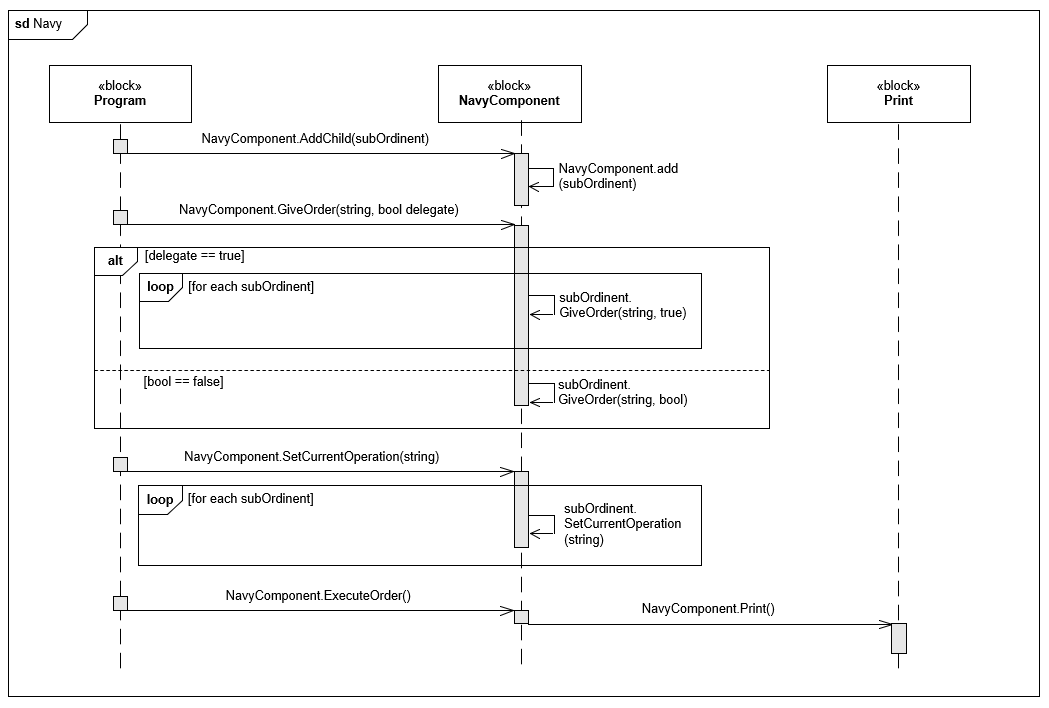 sd Navy
«block»
Program
«block»
NavyComponent
«block»
Print
NavyComponent.AddChild(subOrdinent)
NavyComponent.add
(subOrdinent)
NavyComponent.GiveOrder(string, bool delegate)
alt
[delegate == true]
loop
[for each subOrdinent]
subOrdinent.
GiveOrder(string, true)
[bool == false]
subOrdinent.
GiveOrder(string, bool)
NavyComponent.SetCurrentOperation(string)
loop
[for each subOrdinent]
subOrdinent.
SetCurrentOperation
(string)
NavyComponent.ExecuteOrder()
NavyComponent.Print()